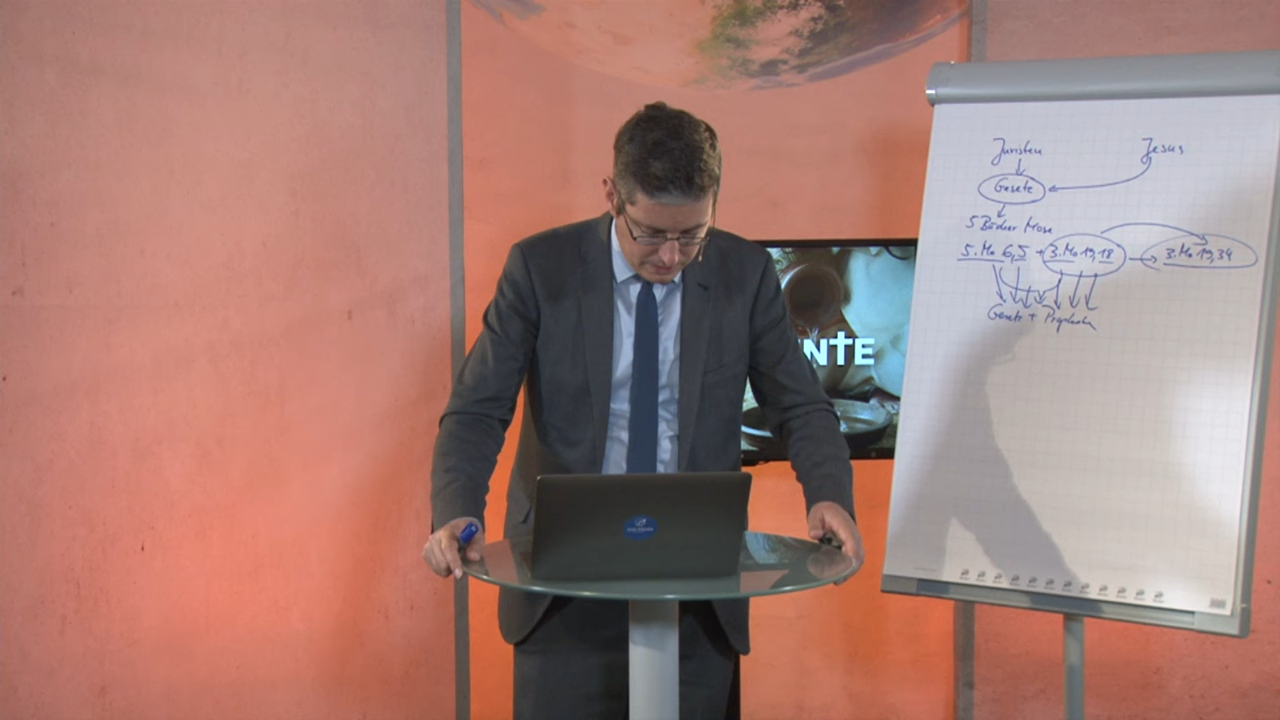 Juristen Jesus
Gesetz
5 Bücher Mose
5. Mo 6,5 + 3. Mo 19,18 → 3. Mo 19,34
Gesetz + Propheten
NTE